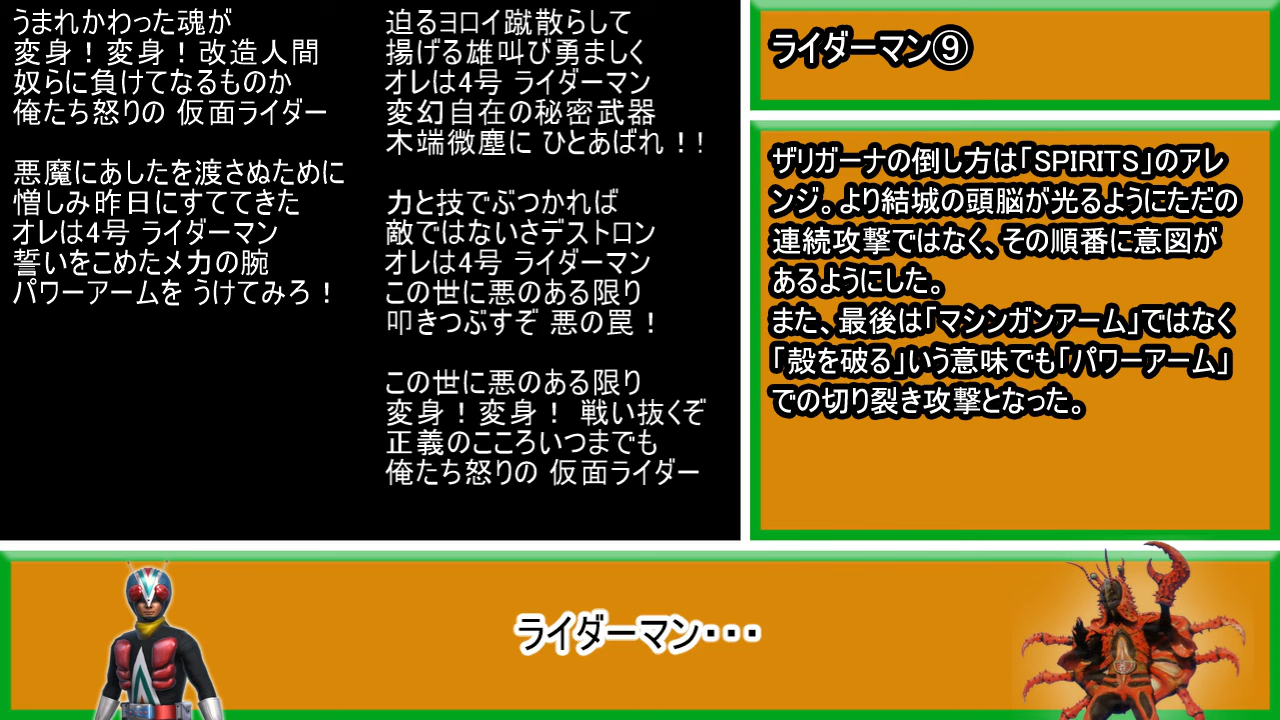 うまれかわった魂が
変身！変身！改造人間
奴らに負けてなるものか
俺たち怒りの 仮面ライダー
悪魔にあしたを渡さぬために
憎しみ昨日にすててきた
オレは4号 ライダーマン
誓いをこめたメカの腕
パワーアームを うけてみろ！
迫るヨロイ蹴散らして
揚げる雄叫び勇ましく
オレは4号 ライダーマン
変幻自在の秘密武器
木端微塵に ひとあばれ！！
力と技でぶつかれば
敵ではないさデストロン
オレは4号 ライダーマン
この世に悪のある限り
叩きつぶすぞ 悪の罠！
この世に悪のある限り
変身！変身！ 戦い抜くぞ
正義のこころいつまでも
俺たち怒りの 仮面ライダー
ライダーマン⑨
ザリガーナの倒し方は「SPIRITS」のアレ
ンジ。より結城の頭脳が光るようにただの
連続攻撃ではなく、その順番に意図が
あるようにした。
また、最後は「マシンガンアーム」ではなく
「殻を破る」いう意味でも「パワーアーム」
での切り裂き攻撃となった。
ライダーマン・・・